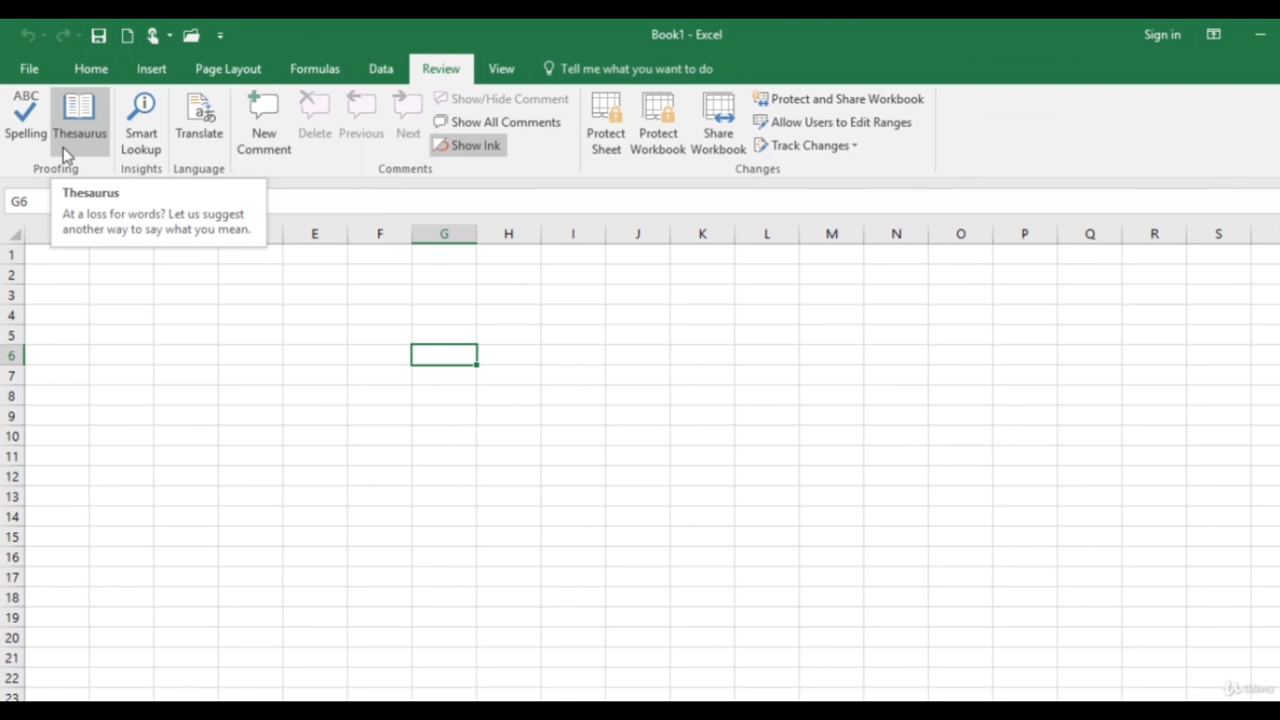 Book1 - Excel
Sign in
File Home Insert Page Layout Formulas Data Review View Tell me what you want to do
ABC
Spelling
Thesaurus
Smart Lookup
Translate
New Comment
Delete
Previous
Next
Show/Hide Comment
Show All Comments
Show Ink
Protect Sheet
Protect Workbook
Share Workbook
Protect and Share Workbook
Allow Users to Edit Ranges
Track Changes
Proofing Insights Language Comments Changes
G6
Thesaurus
At a loss for words? Let us suggest
another way to say what you mean.
E F G H I J K L M N O P Q R S
1
2
3
4
5
6
7
8
9
10
11
12
13
14
15
16
17
18
19
20
21
22
23
Udemy